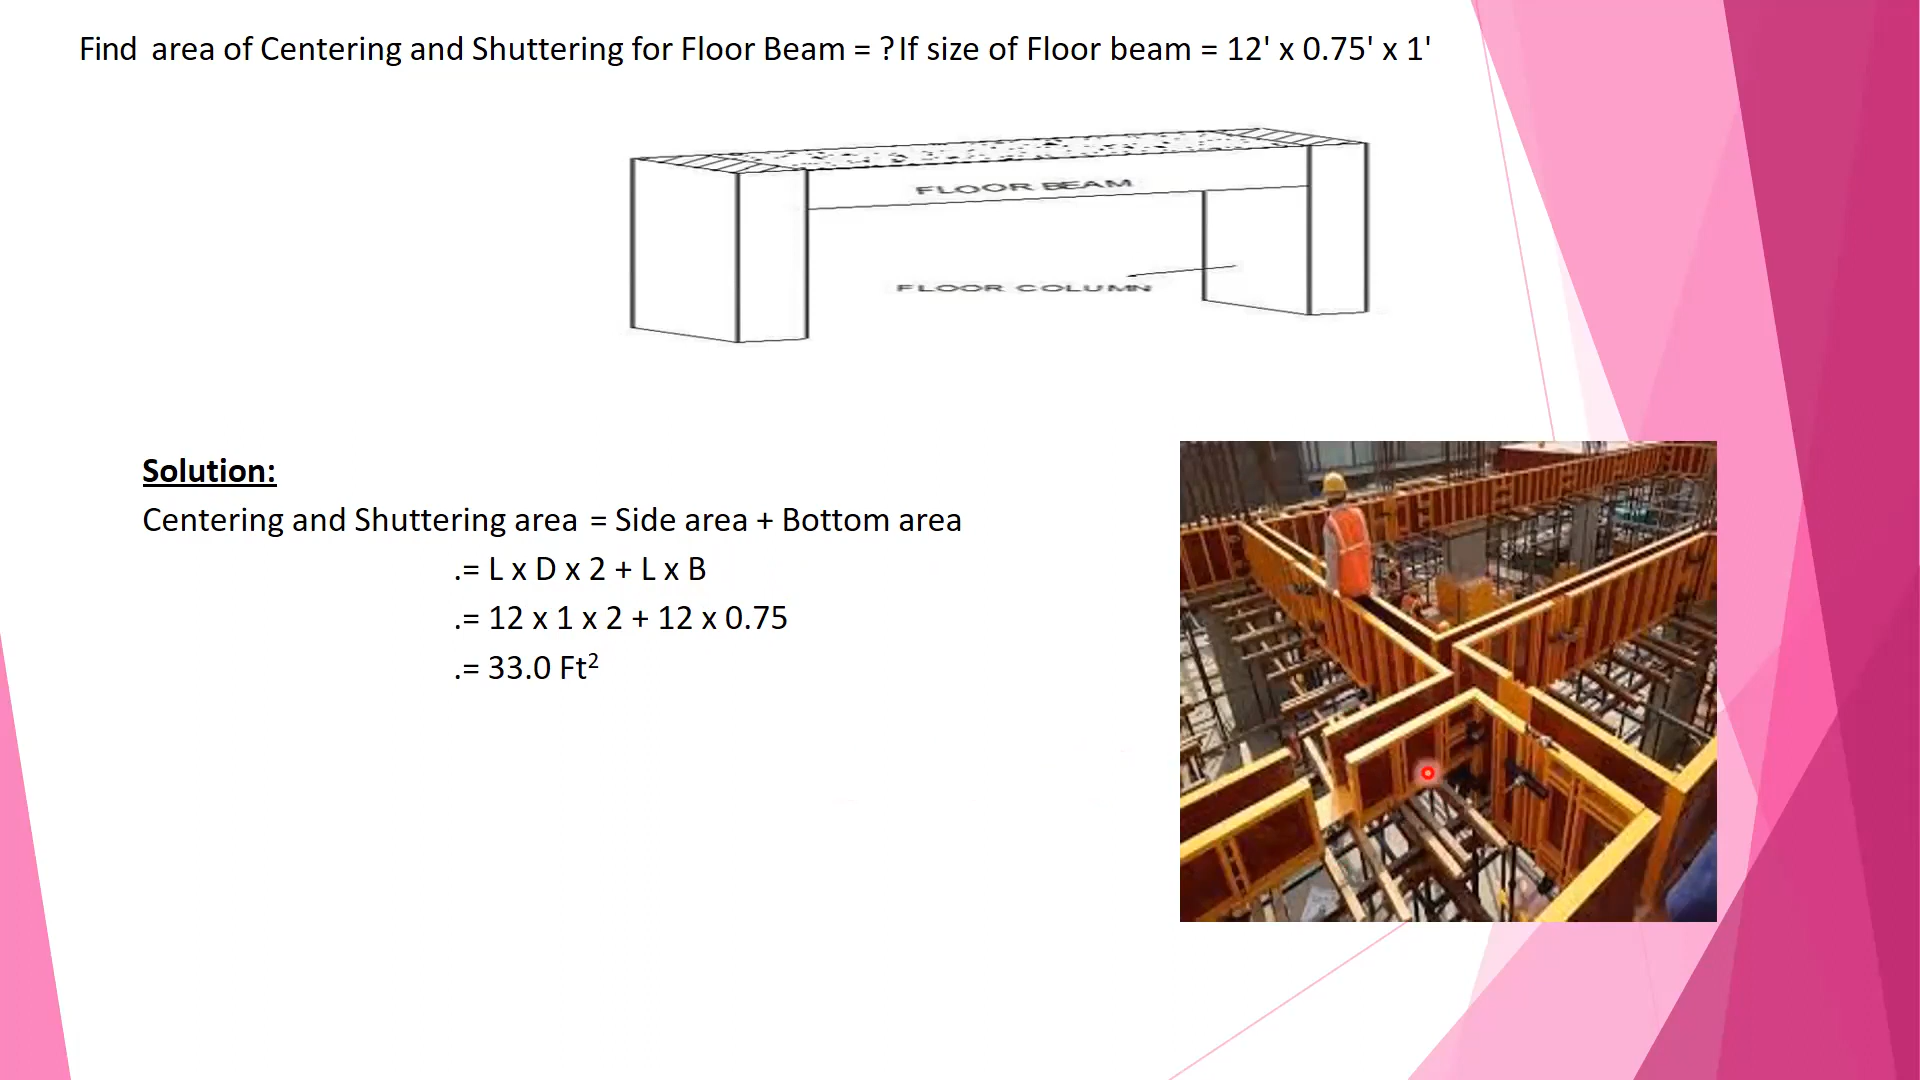 Find area of Centering and Shuttering for Floor Beam = ? If size of Floor beam = 12' x 0.75' x 1'
FLOOR BEAM
FLOOR COLUMN
Solution:
Centering and Shuttering area = Side area + Bottom area
.= L x D x 2 + L x B
.= 12 x 1 x 2 + 12 x 0.75
.= 33.0 Ft²